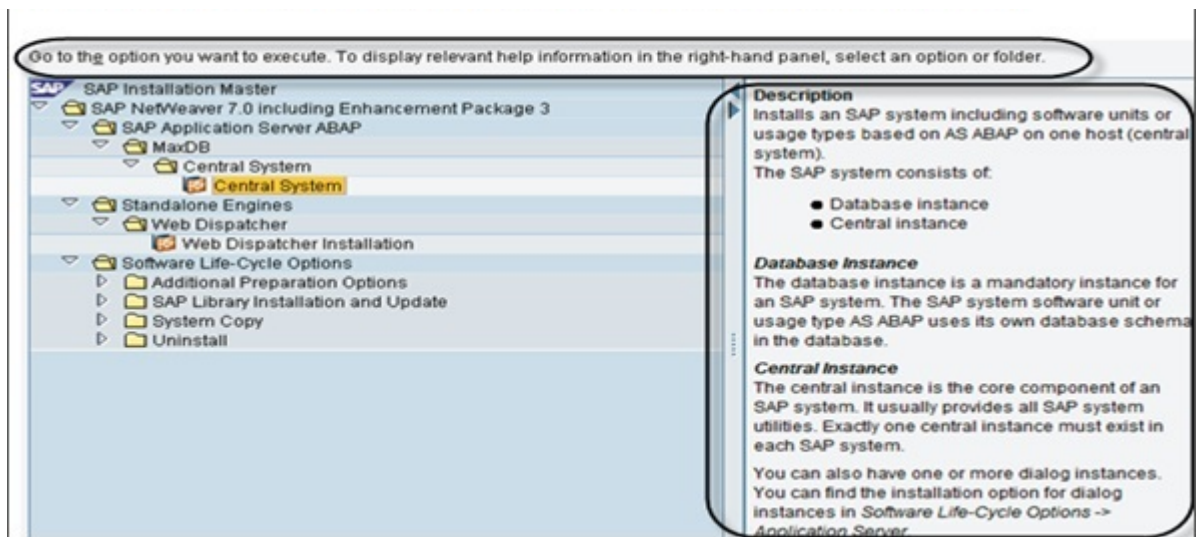 Go to the option you want to execute. To display relevant help information in the right-hand panel, select an option or folder.
SAP SAP Installation Master
SAP NetWeaver 7.0 including Enhancement Package 3
SAP Application Server ABAP
MaxDB
Central System
Central System
Standalone Engines
Web Dispatcher
Web Dispatcher Installation
Software Life-Cycle Options
Additional Preparation Options
SAP Library Installation and Update
System Copy
Uninstall
Description
Installs an SAP system including software units or
usage types based on AS ABAP on one host (central
system).
The SAP system consists of:
● Database instance
● Central instance
Database Instance
The database instance is a mandatory instance for
an SAP system. The SAP system software unit or
usage type AS ABAP uses its own database schema
in the database.
Central Instance
The central instance is the core component of an
SAP system. It usually provides all SAP system
utilities. Exactly one central instance must exist in
each SAP system.
You can also have one or more dialog instances.
You can find the installation option for dialog
instances in Software Life-Cycle Options ->
Application Server.